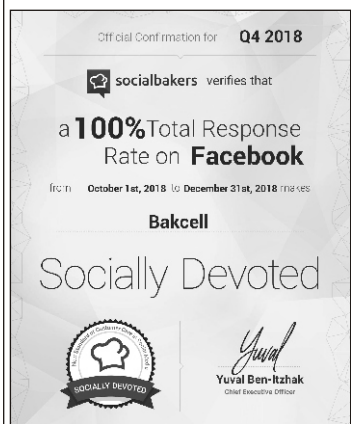 Official Confirmation for Q4 2018
socialbakers verifies that
a 100% Total Response
Rate on Facebook
from October 1st, 2018 to December 31st, 2018 makes
Bakcell
Socially Devoted
SOCIALLY DEVOTED
Yuval
Yuval Ben-Itzhak
Chief Executive Officer